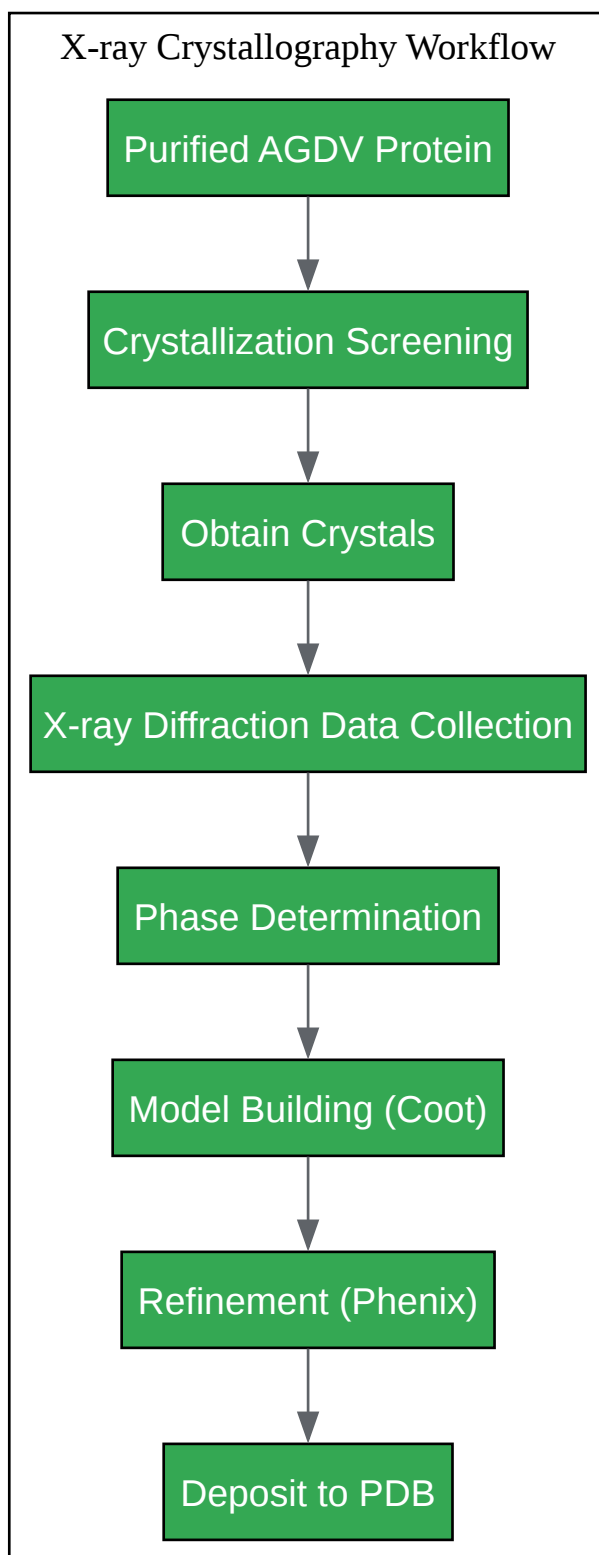 X-ray Crystallography Workflow
Purified AGDV Protein
Crystallization Screening
Obtain Crystals
X-ray Diffraction Data Collection
Phase Determination
Model Building (Coot)
Refinement (Phenix)
Deposit to PDB